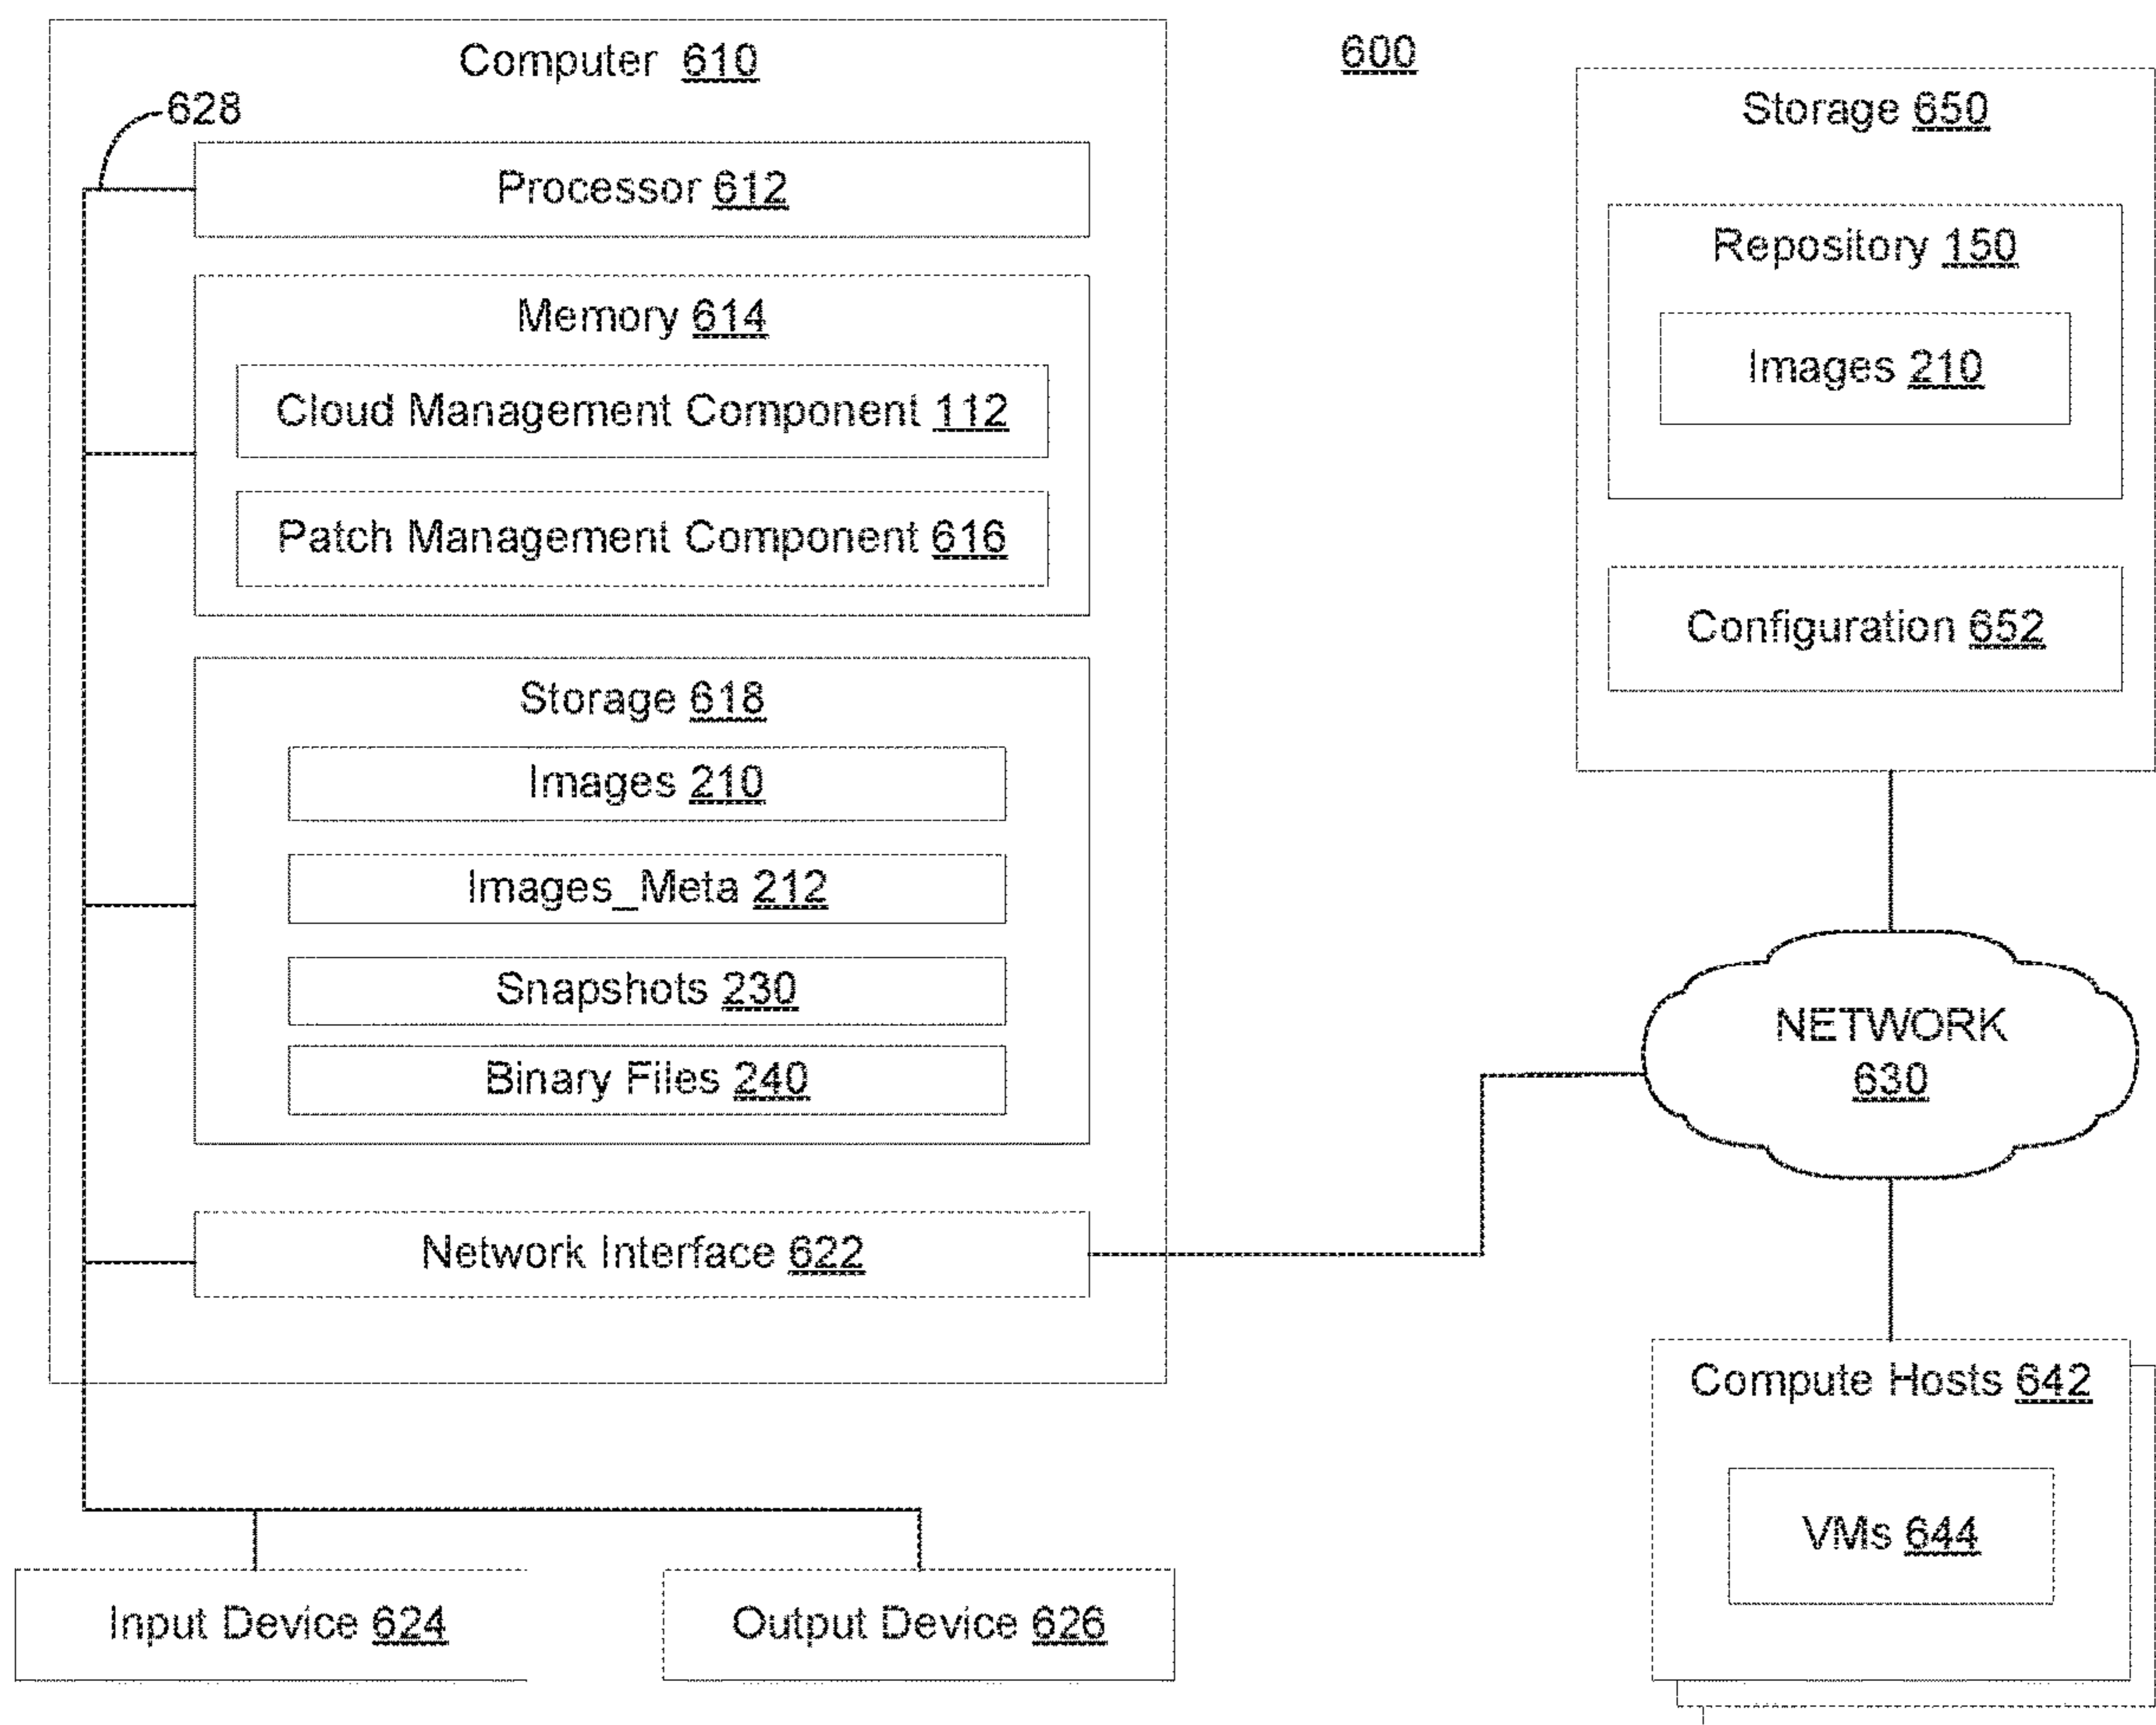 Computer 610
628
Processor 612
Memory 614
Cloud Management Component 112
Patch Management Component 616
Storage 618
Images 210
Images_Meta 212
Snapshots 230
Binary Files 240
Network Interface 622
Input Device 624
Output Device 626
600
Storage 650
Repository 150
Images 210
Configuration 652
NETWORK
630
Compute Hosts 642
VMs 644